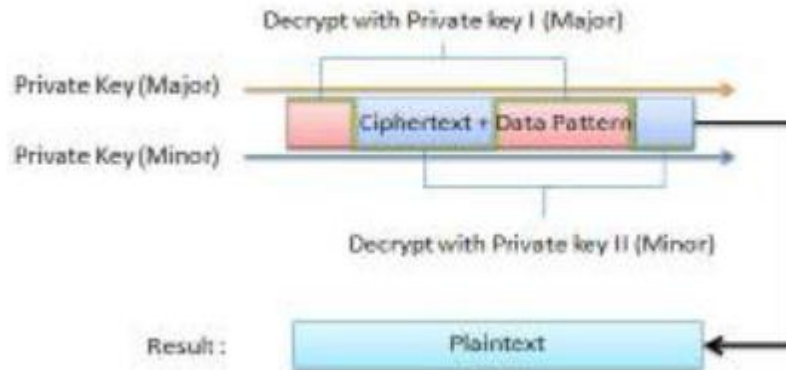 Decrypt with Private key I (Major)
Private Key (Major)
Ciphertext + Data Pattern
Private Key (Minor)
Decrypt with Private key II (Minor)
Result :
Plaintext